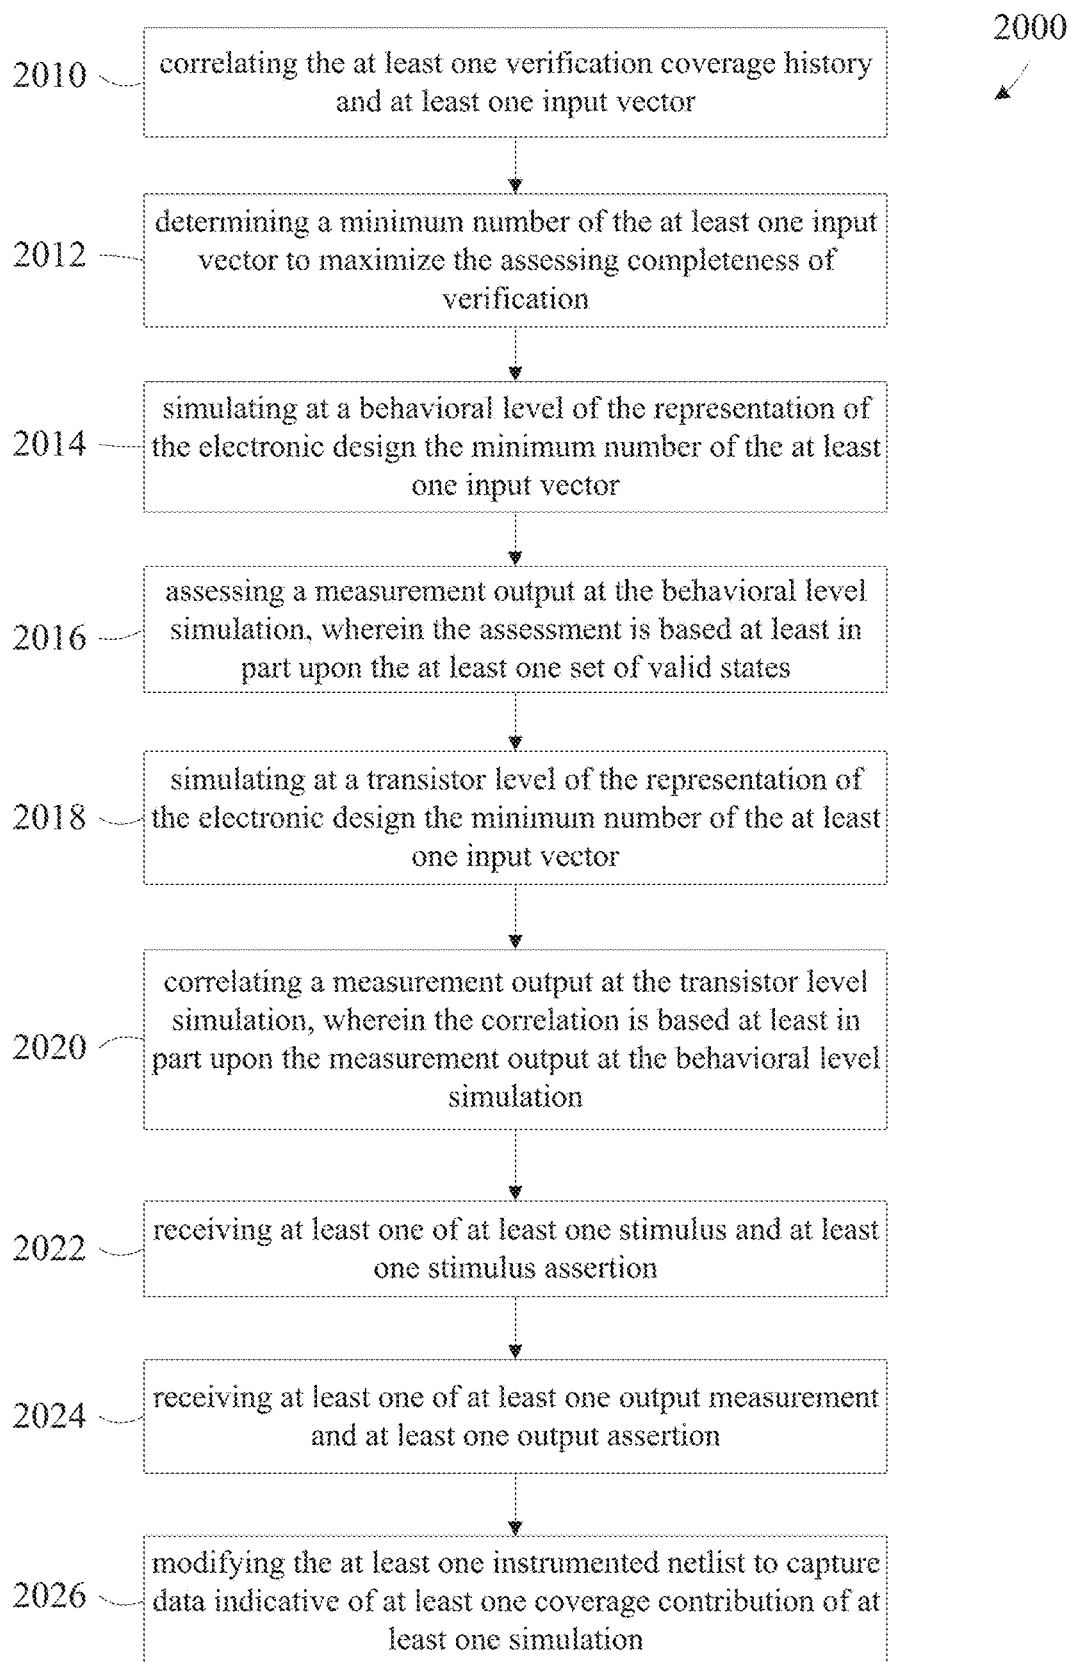 2000
2010
correlating the at least one verification coverage history
and at least one input vector
2012
determining a minimum number of the at least one input
vector to maximize the assessing completeness of
verification
2014
simulating at a behavioral level of the representation of
the electronic design the minimum number of the at least
one input vector
2016
assessing a measurement output at the behavioral level
simulation, wherein the assessment is based at least in
part upon the at least one set of valid states
2018
simulating at a transistor level of the representation of
the electronic design the minimum number of the at least
one input vector
2020
correlating a measurement output at the transistor level
simulation, wherein the correlation is based at least in
part upon the measurement output at the behavioral level
simulation
2022
receiving at least one of at least one stimulus and at least
one stimulus assertion
2024
receiving at least one of at least one output measurement
and at least one output assertion
2026
modifying the at least one instrumented netlist to capture
data indicative of at least one coverage contribution of at
least one simulation